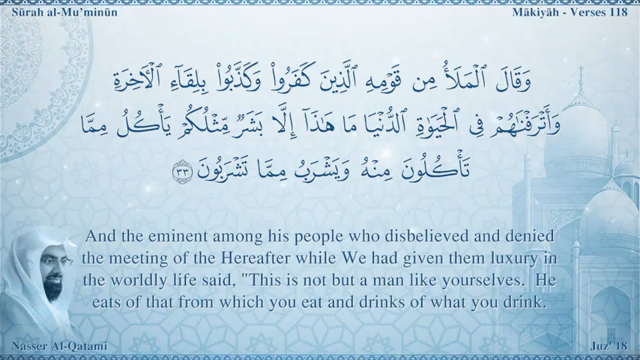 Sūrah al-Mu'minūn
Mākiyāh - Verses 118
وَقَالَ ٱلْمَلَأُ مِن قَوْمِهِ ٱلَّذِينَ كَفَرُوا۟ وَكَذَّبُوا۟ بِلِقَآءِ ٱلْـَٔاخِرَةِ
وَأَتْرَفْنَـٰهُمْ فِى ٱلْحَيَوٰةِ ٱلدُّنْيَا مَا هَـٰذَآ إِلَّا بَشَرٌ مِّثْلُكُمْ يَأْكُلُ مِمَّا
تَأْكُلُونَ مِنْهُ وَيَشْرَبُ مِمَّا تَشْرَبُونَ ٣٣
And the eminent among his people who disbelieved and denied
the meeting of the Hereafter while We had given them luxury in
the worldly life said, "This is not but a man like yourselves. He
eats of that from which you eat and drinks of what you drink.
Nasser Al-Qatami
Juz' 18